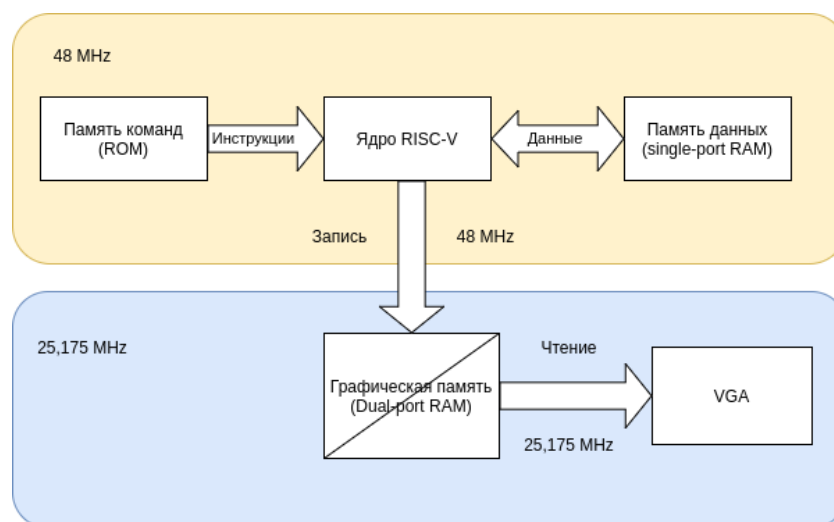 48 MHz
Память команд
(ROM)
Инструкции
Ядро RISC-V
Данные
Память данных
(single-port RAM)
Запись
48 MHz
25,175 MHz
Графическая память
(Dual-port RAM)
Чтение
25,175 MHz
VGA